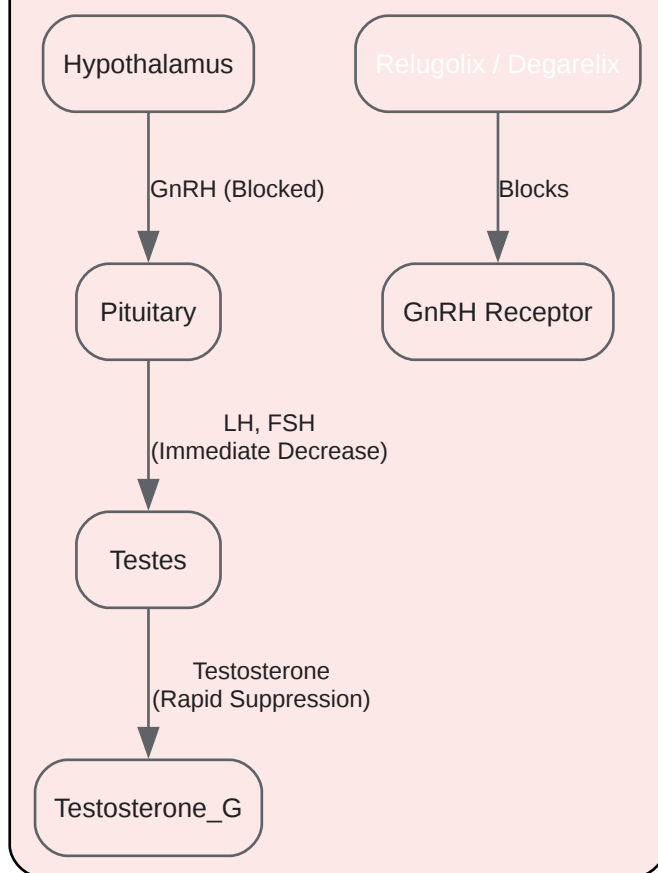 Hypothalamus
Relugolix / Degarelix
GnRH (Blocked)
Blocks
Pituitary
GnRH Receptor
LH, FSH
(Immediate Decrease)
Testes
Testosterone
(Rapid Suppression)
Testosterone_G